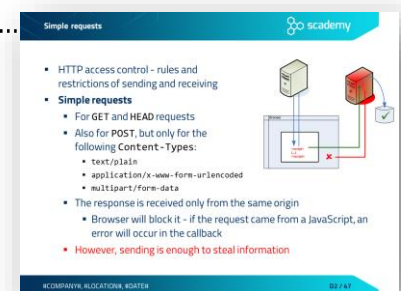 Simple requests
scademy
HTTP access control - rules and
restrictions of sending and receiving
Simple requests
For GET and HEAD requests
Also for POST, but only for the
following Content-Types:
text/plain
application/x-www-form-urlencoded
multipart/form-data
The response is received only from the same origin
Browser will block it - if the request came from a JavaScript, an
error will occur in the callback
However, sending is enough to steal information
#COMPANY#, #LOCATION#, #DATE#
02 / 47